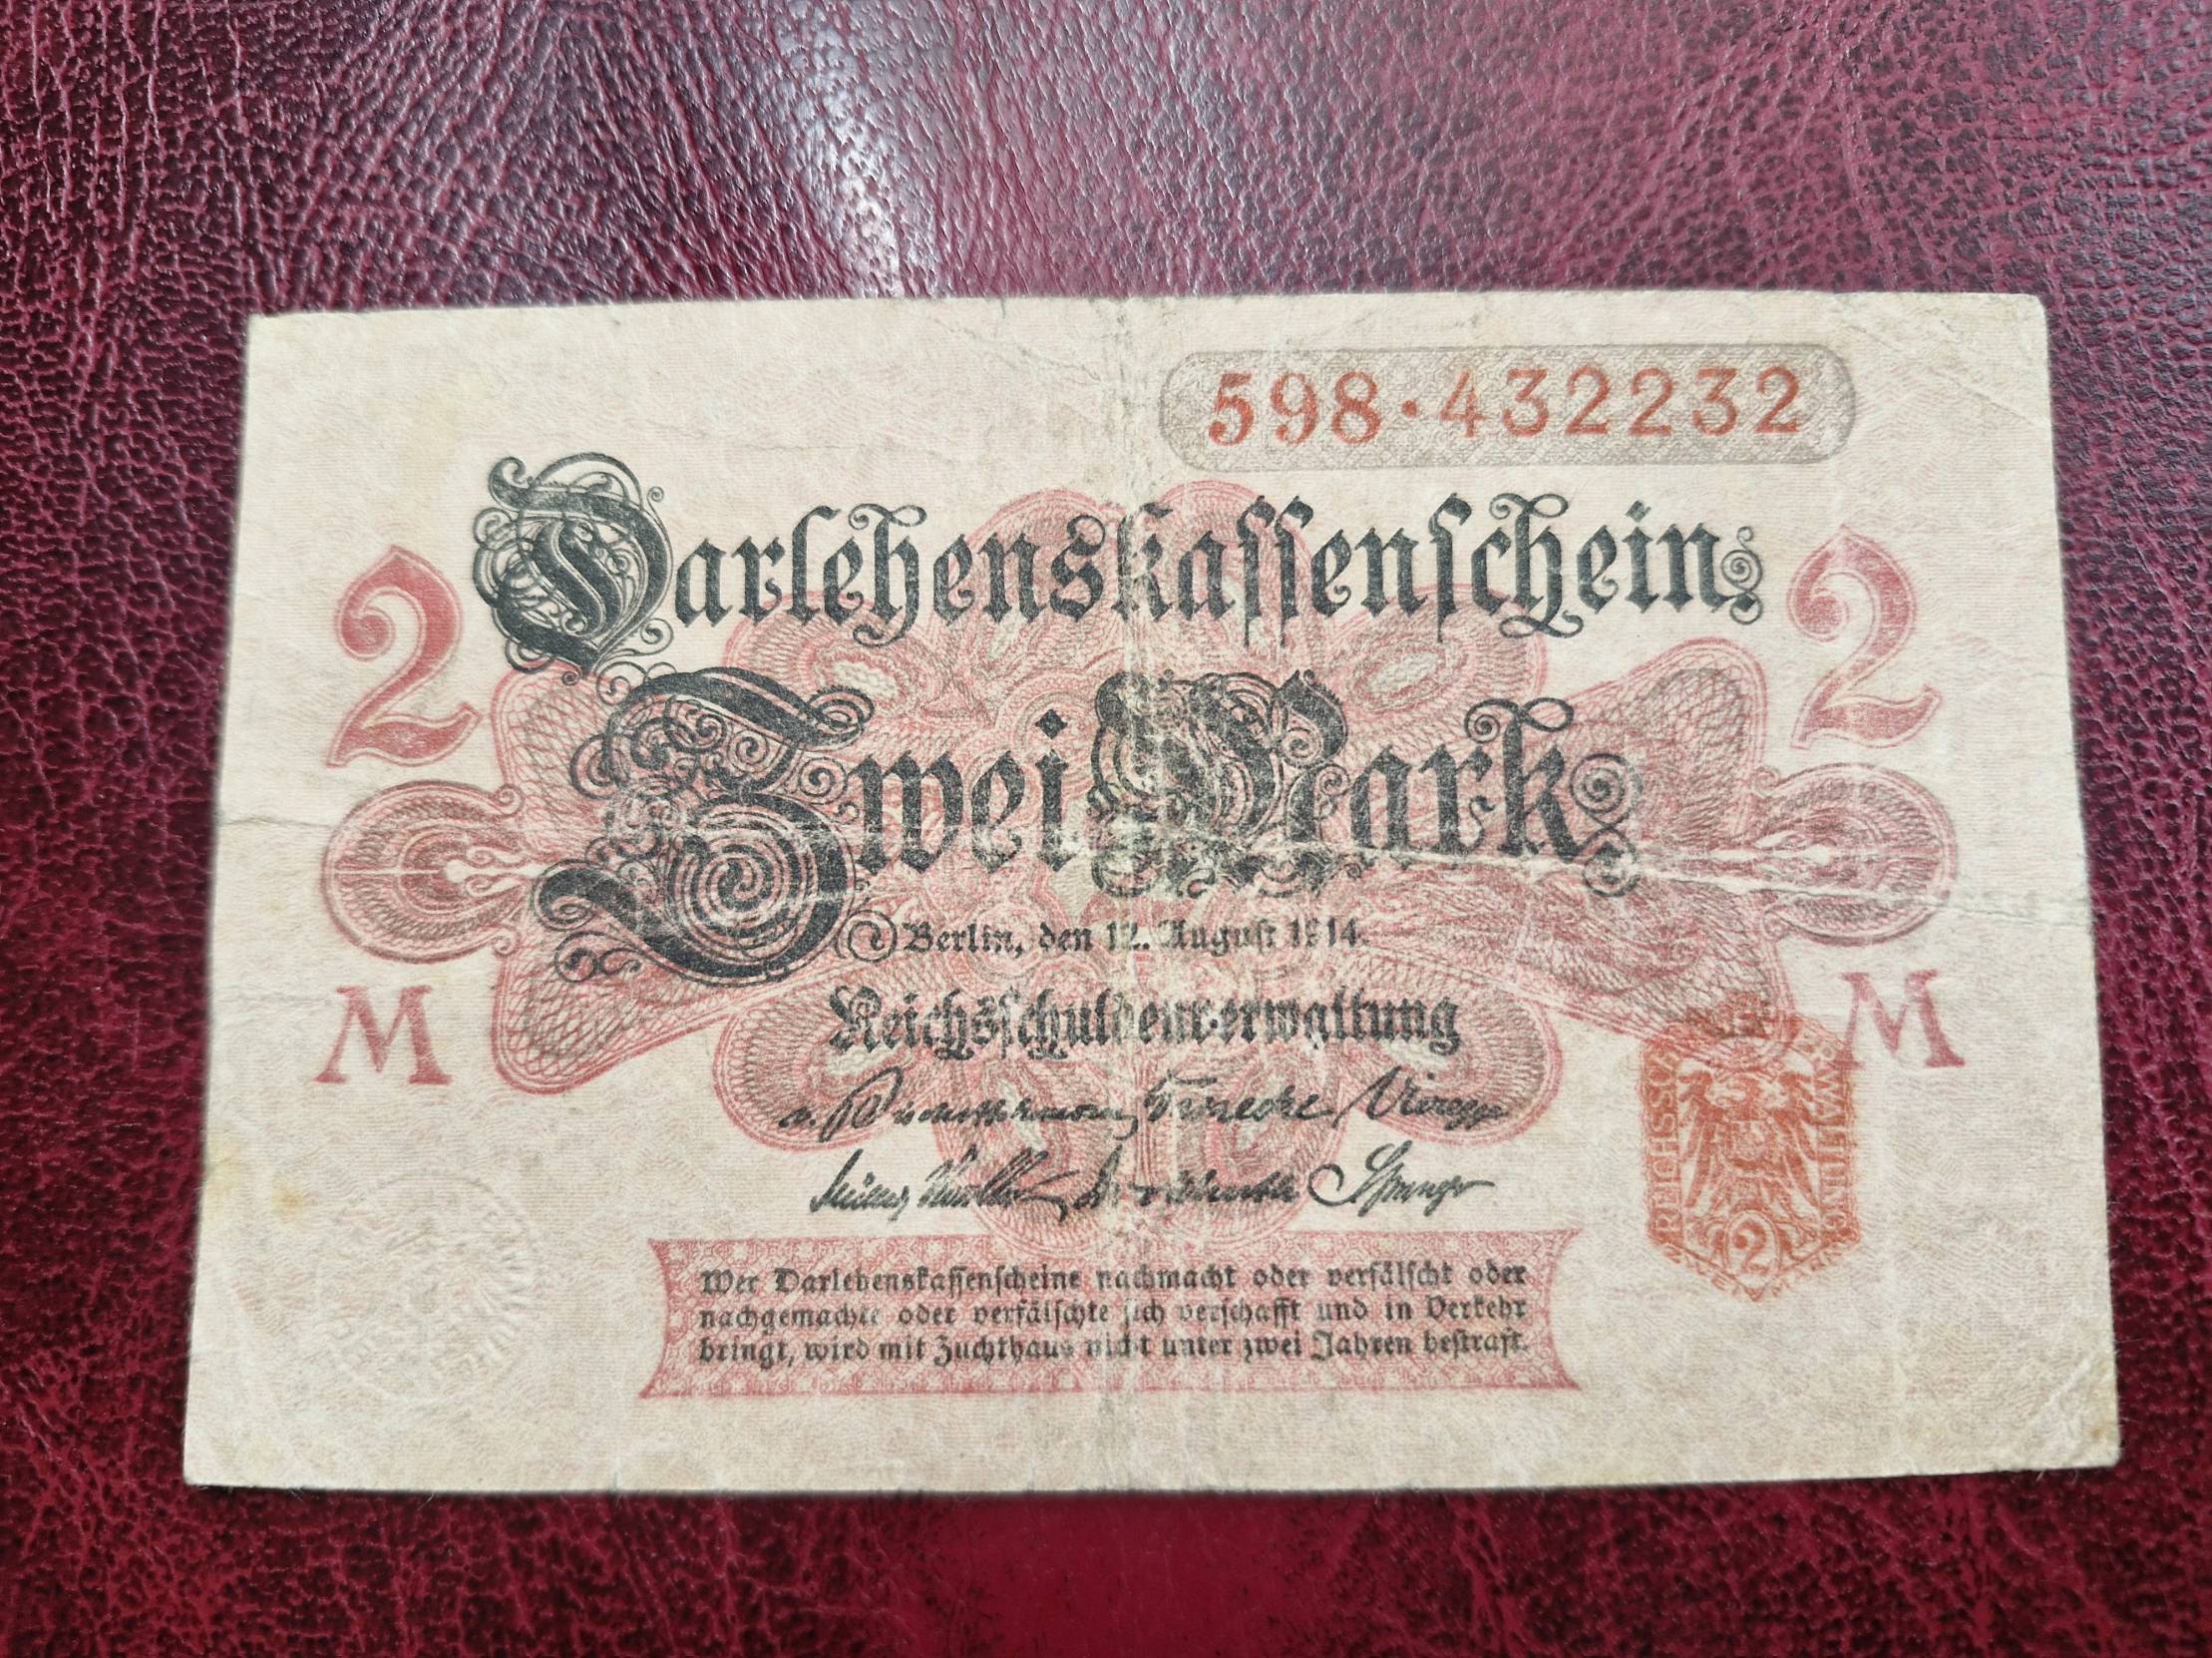 598·432232
Darlehenskassenschein
2 2
Zwei Mark
Berlin, den 12. August 1914.
Reichsschuldenverwaltung
M M
REICHSSCHULDENVERWALTUNG
2
Wer Darlehenskassenscheine nachmacht oder verfälscht oder
nachgemachte oder verfälschte sich verschafft und in Verkehr
bringt, wird mit Zuchthaus nicht unter zwei Jahren bestraft.